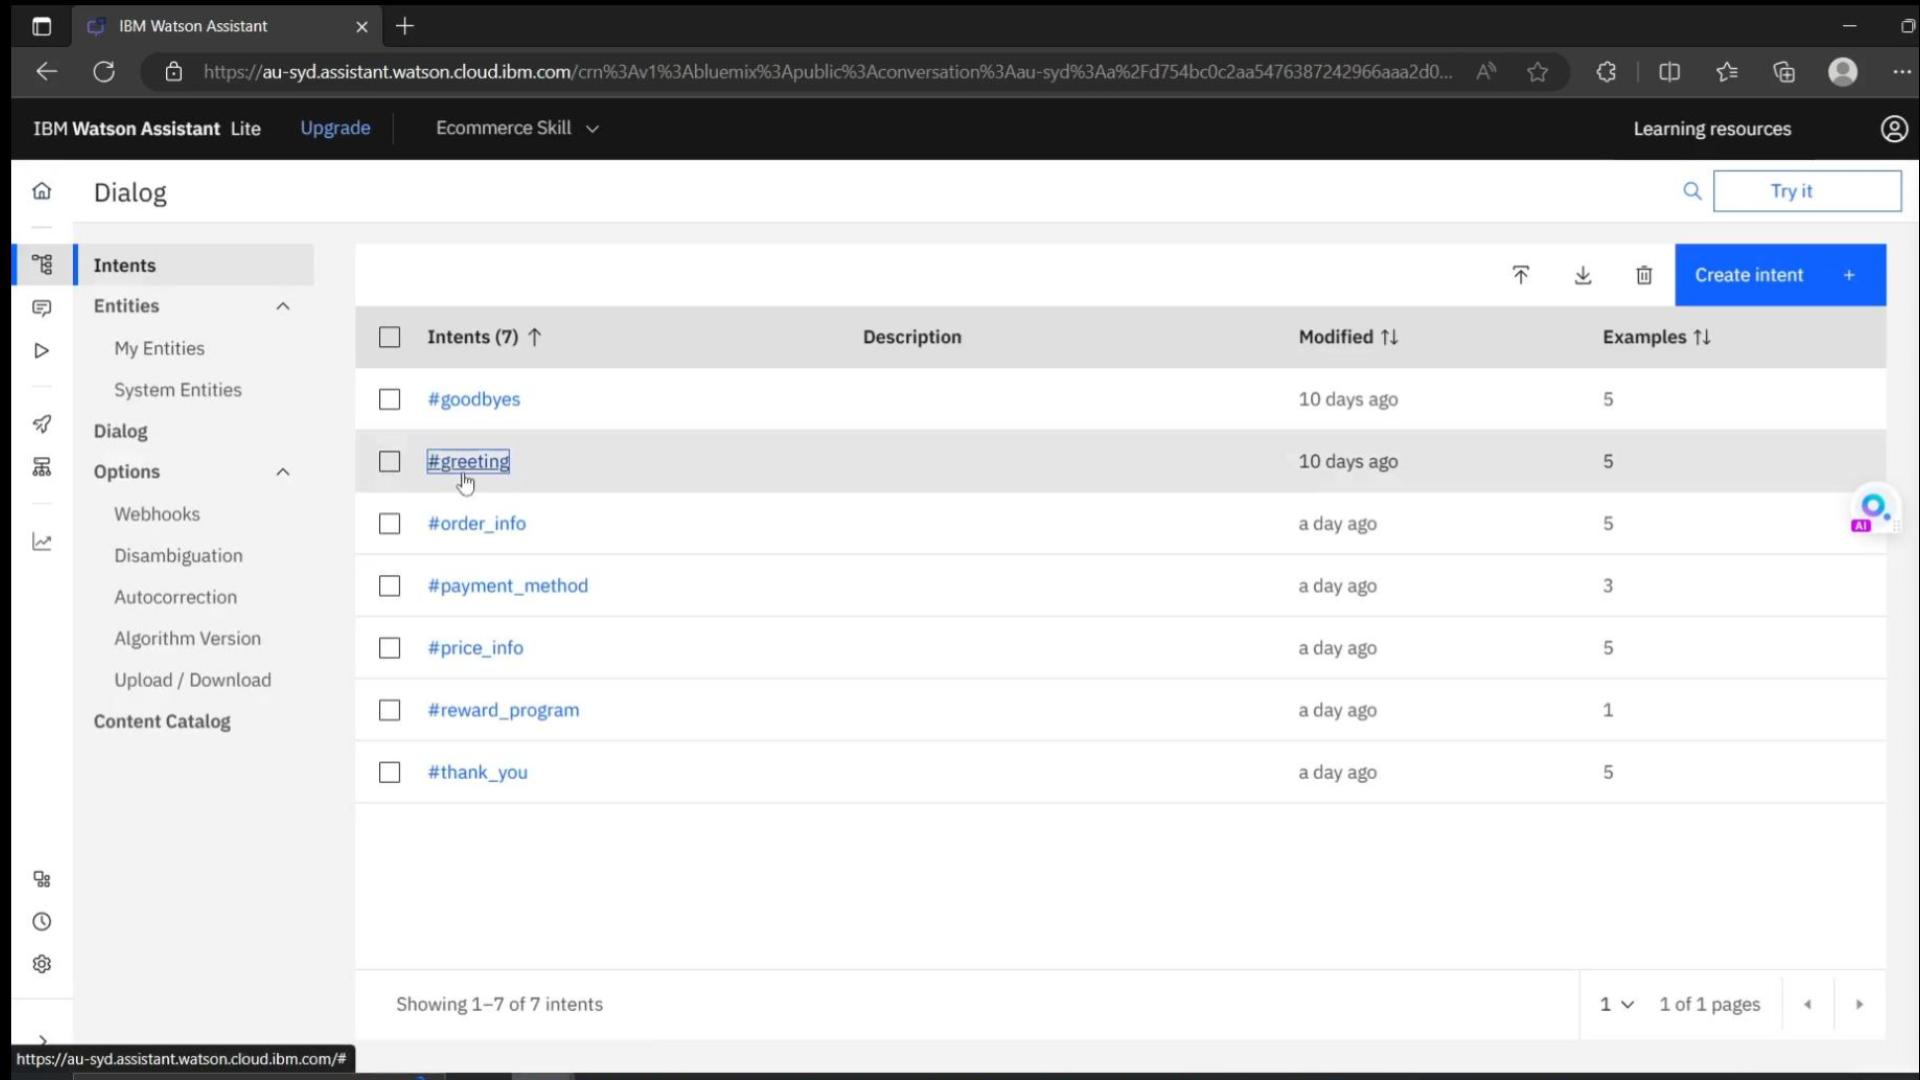 IBM Watson Assistant
https://au-syd.assistant.watson.cloud.ibm.com/crn%3Av1%3Abluemix%3Apublic%3Aconversation%3Aau-syd%3Aa%2Fd754bc0c2aa5476387242966aaa2d0...
IBM Watson Assistant Lite Upgrade Ecommerce Skill Learning resources
Dialog Try it
Intents
Entities
My Entities
System Entities
Dialog
Options
Webhooks
Disambiguation
Autocorrection
Algorithm Version
Upload / Download
Content Catalog
Create intent +
Intents (7) Description Modified Examples
#goodbyes 10 days ago 5
#greeting 10 days ago 5
#order_info a day ago 5
#payment_method a day ago 3
#price_info a day ago 5
#reward_program a day ago 1
#thank_you a day ago 5
AI
Showing 1–7 of 7 intents 1 1 of 1 pages
https://au-syd.assistant.watson.cloud.ibm.com/#